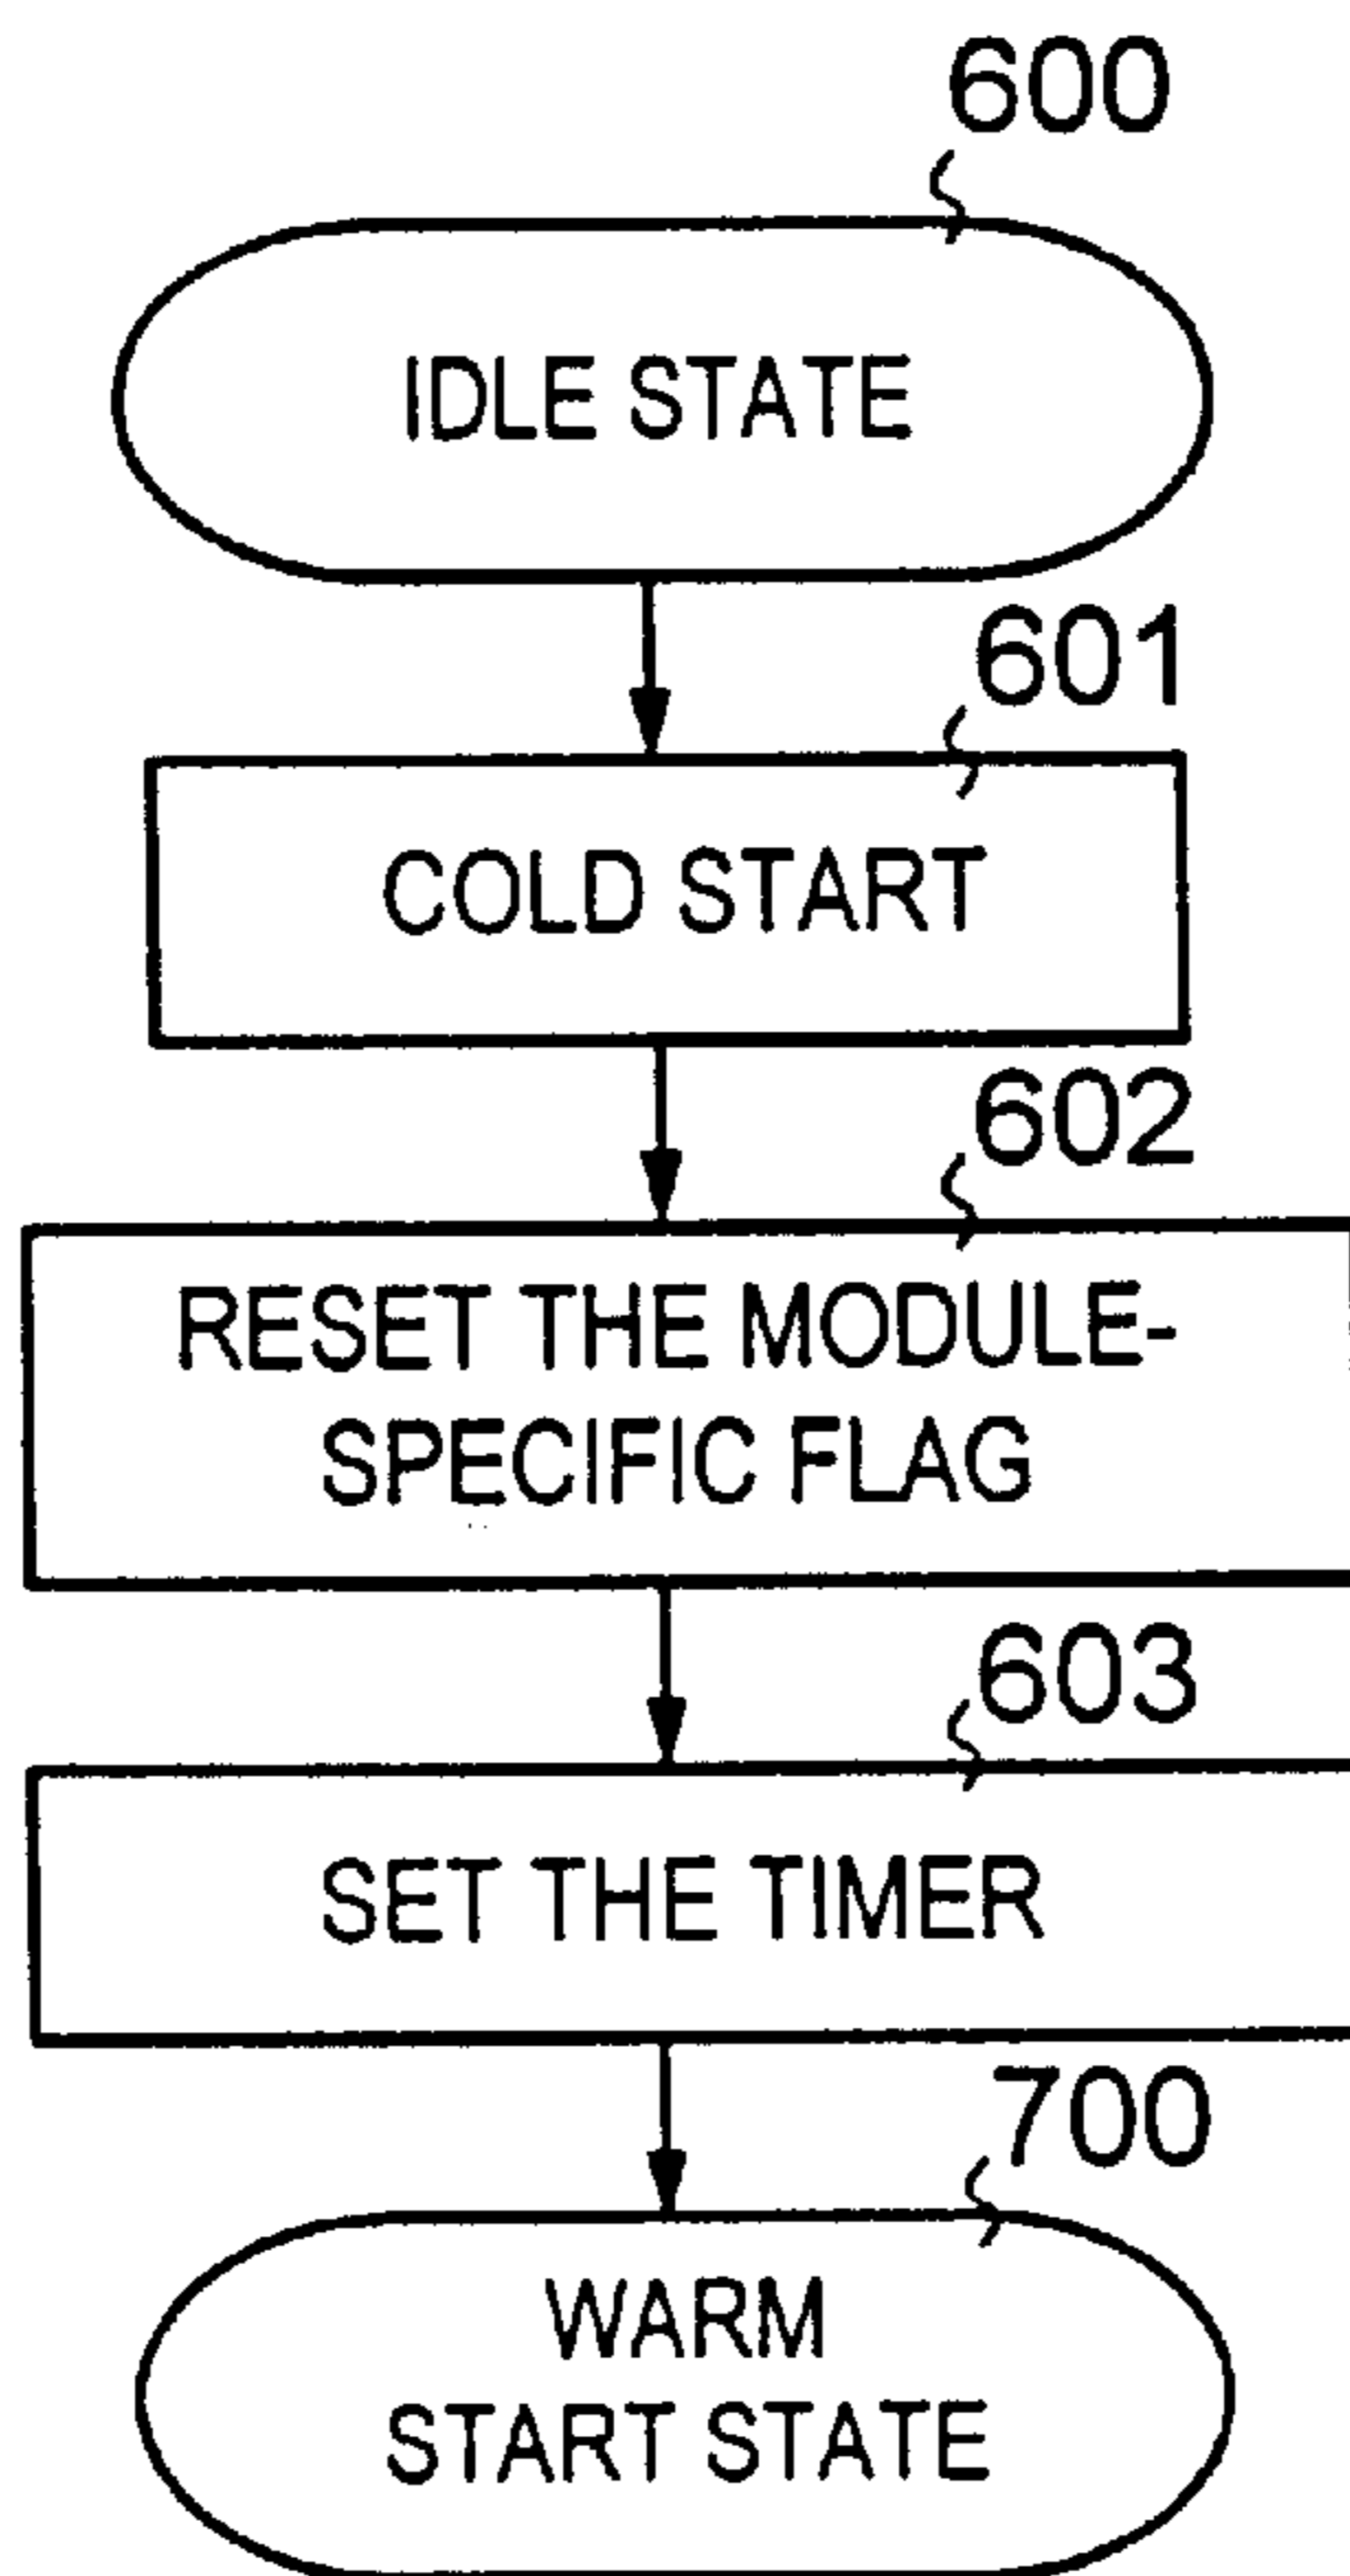 600
IDLE STATE
601
COLD START
602
RESET THE MODULE-
SPECIFIC FLAG
603
SET THE TIMER
700
WARM
START STATE